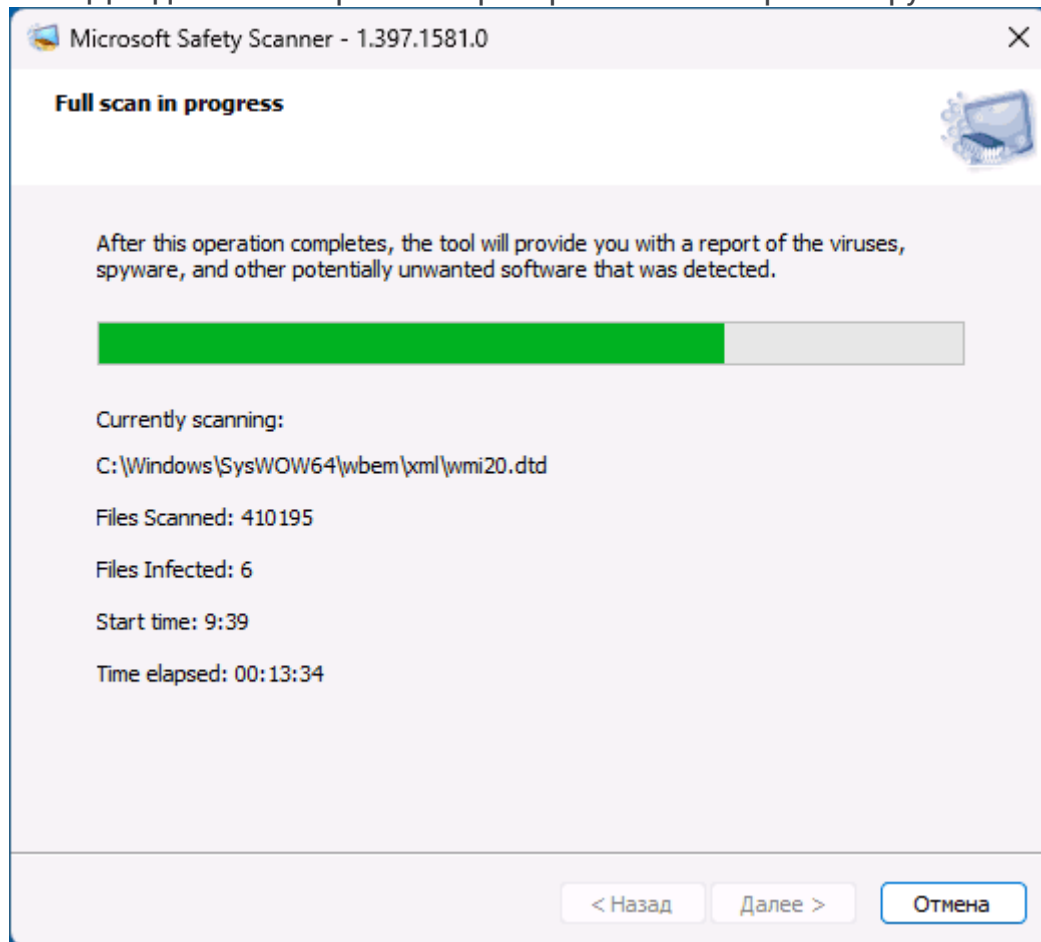 Microsoft Safety Scanner - 1.397.1581.0
Full scan in progress
After this operation completes, the tool will provide you with a report of the viruses,
spyware, and other potentially unwanted software that was detected.
Currently scanning:
C:\Windows\SysWOW64\wbem\xml\wmi20.dtd
Files Scanned: 410195
Files Infected: 6
Start time: 9:39
Time elapsed: 00:13:34
< Назад
Далее >
Отмена